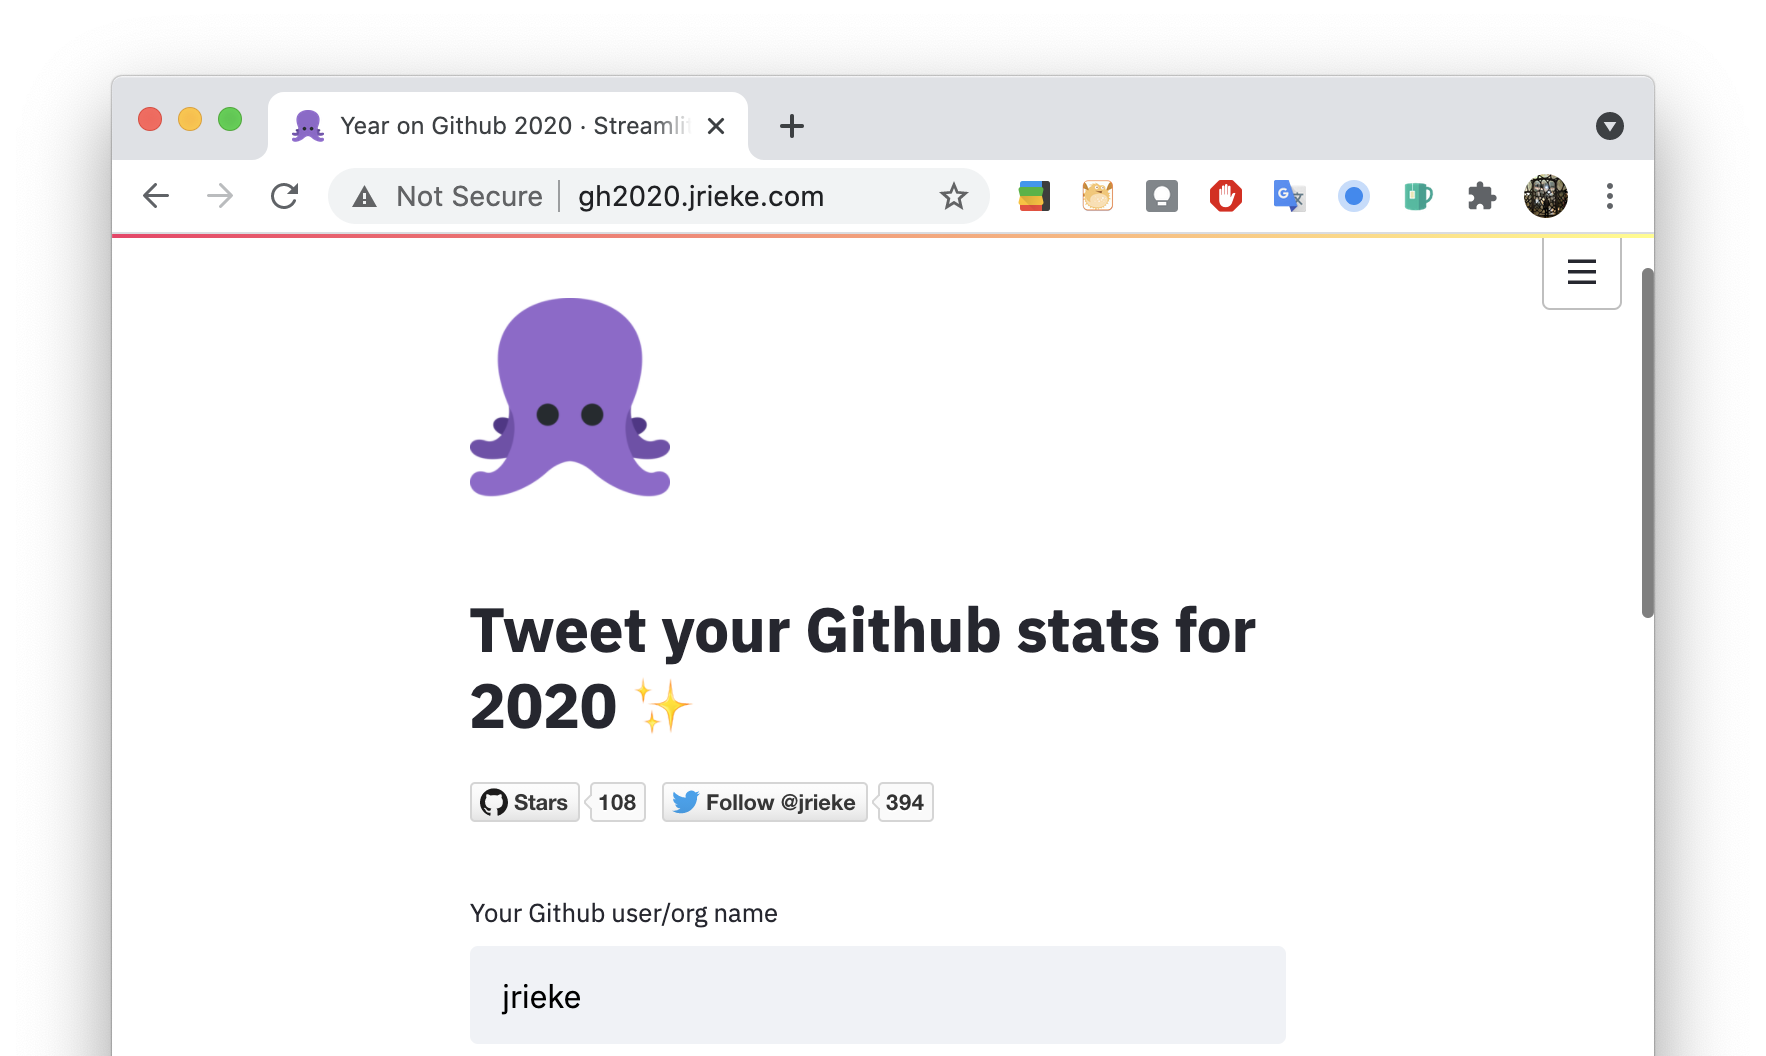 Year on Github 2020 · Streamlit
Not Secure
gh2020.jrieke.com
Tweet your Github stats for
2020 ✨
Stars
108
Follow @jrieke
394
Your Github user/org name
jrieke